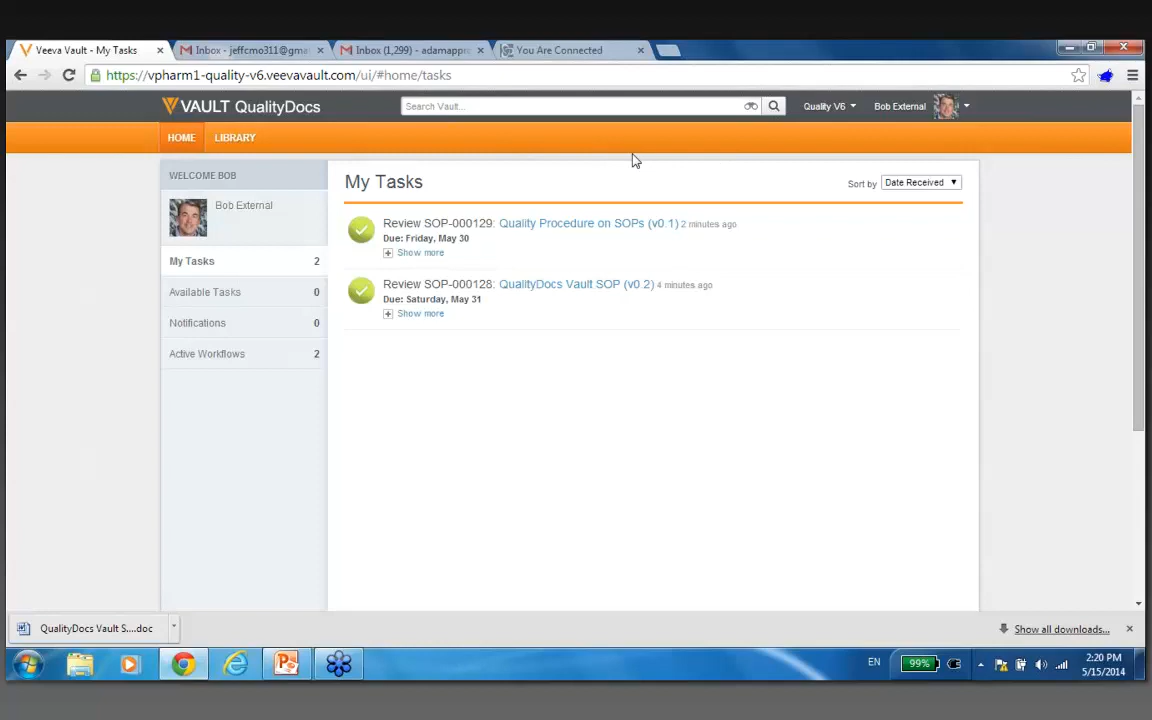 Veeva Vault - My Tasks
Inbox - jeffcmo311@gma
Inbox (1,299) - adamappro
You Are Connected
https://vpharm1-quality-v6.veevavault.com/ui/#home/tasks
VAULT QualityDocs
Search Vault...
Quality V6
Bob External
HOME
LIBRARY
WELCOME BOB
Bob External
My Tasks 2
Available Tasks 0
Notifications 0
Active Workflows 2
My Tasks
Sort by Date Received
Review SOP-000129: Quality Procedure on SOPs (v0.1) 2 minutes ago
Due: Friday, May 30
Show more
Review SOP-000128: QualityDocs Vault SOP (v0.2) 4 minutes ago
Due: Saturday, May 31
Show more
QualityDocs Vault S....doc
Show all downloads...
EN
99%
2:20 PM
5/15/2014